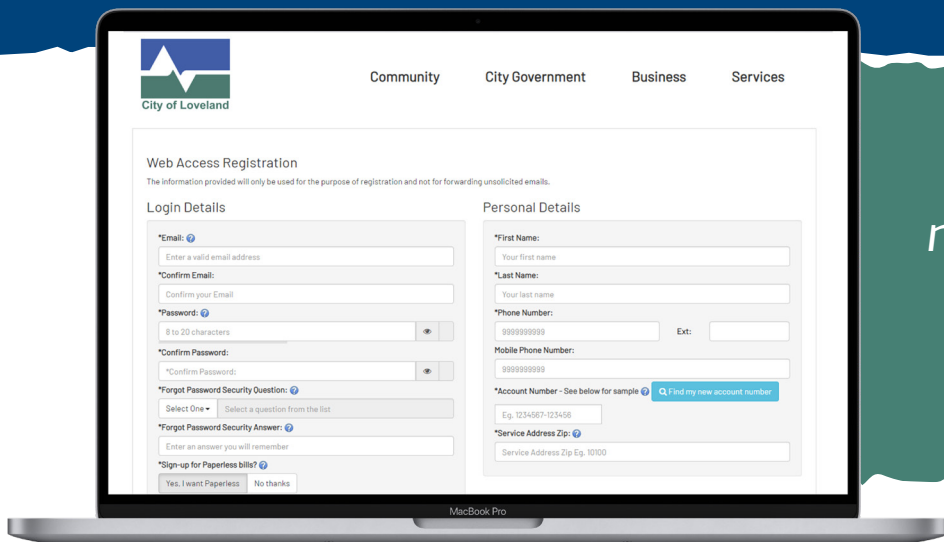 City of Loveland
Community
City Government
Business
Services
Web Access Registration
The information provided will only be used for the purpose of registration and not for forwarding unsolicited emails.
Login Details
*Email: ?
Enter a valid email address
*Confirm Email:
Confirm your Email
*Password: ?
8 to 20 characters
*Confirm Password:
*Confirm Password:
*Forgot Password Security Question: ?
Select One
Select a question from the list
*Forgot Password Security Answer: ?
Enter an answer you will remember
*Sign-up for Paperless bills? ?
Yes, I want Paperless
No thanks
Personal Details
*First Name:
Your first name
*Last Name:
Your last name
*Phone Number:
9999999999
Ext:
Mobile Phone Number:
9999999999
*Account Number - See below for sample ?
Find my new account number
Eg. 1234567-123456
*Service Address Zip: ?
Service Address Zip Eg. 10100
MacBook Pro